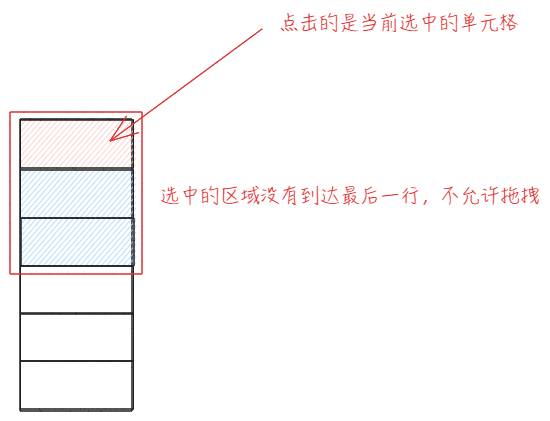 点击的是当前选中的单元格
选中的区域没有到达最后一行，不允许拖拽